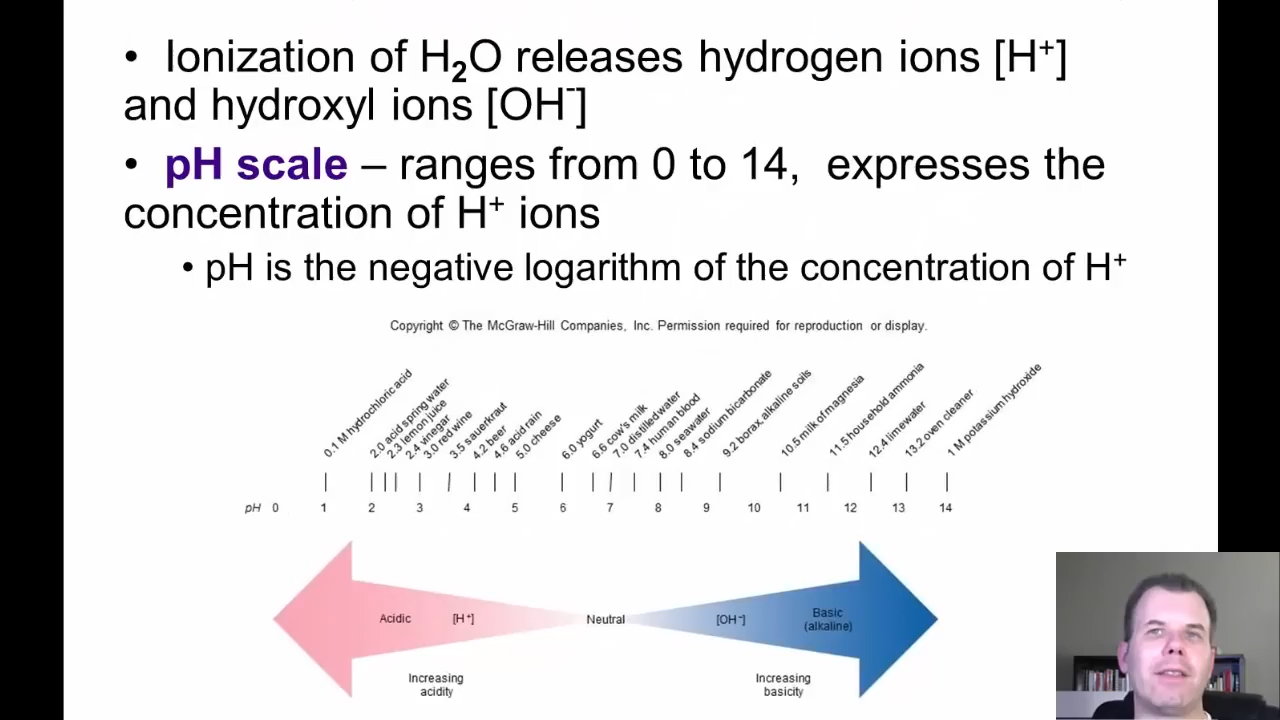 • Ionization of H₂O releases hydrogen ions [H⁺]
and hydroxyl ions [OH⁻]
• pH scale – ranges from 0 to 14, expresses the
concentration of H⁺ ions
• pH is the negative logarithm of the concentration of H⁺
Copyright © The McGraw-Hill Companies, Inc. Permission required for reproduction or display.
0.1 M hydrochloric acid
2.0 acid spring water
2.3 lemon juice
2.4 vinegar
3.0 red wine
3.5 sauerkraut
4.2 beer
4.6 acid rain
5.0 cheese
6.0 yogurt
6.6 cow's milk
7.0 distilled water
7.4 human blood
8.0 seawater
8.4 sodium bicarbonate
9.2 borax, alkaline soils
10.5 milk of magnesia
11.5 household ammonia
12.4 limewater
13.2 oven cleaner
1 M potassium hydroxide
pH 0 1 2 3 4 5 6 7 8 9 10 11 12 13 14
Acidic [H⁺] Neutral [OH⁻] Basic
(alkaline)
Increasing
acidity
Increasing
basicity